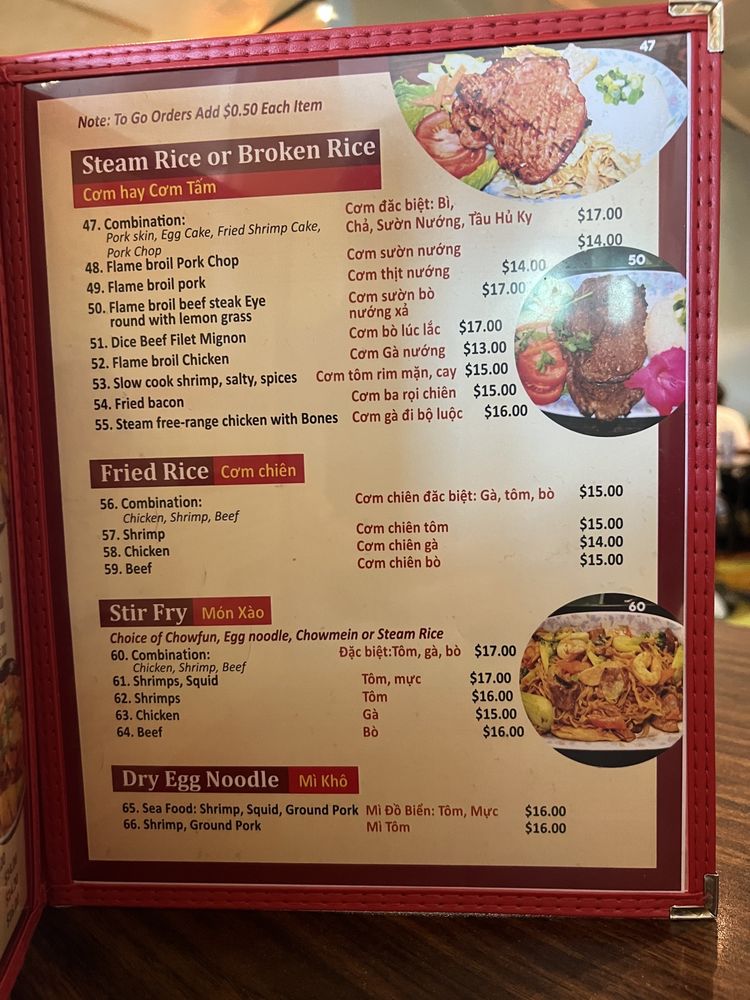 47
Note: To Go Orders Add $0.50 Each Item
Steam Rice or Broken Rice
Cơm hay Cơm Tấm
47. Combination: Cơm đăc biệt: Bì,
Pork skin, Egg Cake, Fried Shrimp Cake, Chả, Sườn Nướng, Tầu Hủ Ky $17.00
Pork Chop
48. Flame broil Pork Chop Cơm sườn nướng $14.00
49. Flame broil pork Cơm thịt nướng $14.00
50. Flame broil beef steak Eye Cơm sườn bò $17.00
round with lemon grass nướng xả
50
51. Dice Beef Filet Mignon Cơm bò lúc lắc $17.00
52. Flame broil Chicken Cơm Gà nướng $13.00
53. Slow cook shrimp, salty, spices Cơm tôm rim mặn, cay $15.00
54. Fried bacon Cơm ba rọi chiên $15.00
55. Steam free-range chicken with Bones Cơm gà đi bộ luộc $16.00
Fried Rice Cơm chiên
56. Combination: Cơm chiên đặc biệt: Gà, tôm, bò $15.00
Chicken, Shrimp, Beef
57. Shrimp Cơm chiên tôm $15.00
58. Chicken Cơm chiên gà $14.00
59. Beef Cơm chiên bò $15.00
Stir Fry Món Xào
60
Choice of Chowfun, Egg noodle, Chowmein or Steam Rice
60. Combination: Đặc biệt:Tôm, gà, bò $17.00
Chicken, Shrimp, Beef
61. Shrimps, Squid Tôm, mực $17.00
62. Shrimps Tôm $16.00
63. Chicken Gà $15.00
64. Beef Bò $16.00
Dry Egg Noodle Mì Khô
65. Sea Food: Shrimp, Squid, Ground Pork Mì Đồ Biển: Tôm, Mực $16.00
66. Shrimp, Ground Pork Mì Tôm $16.00